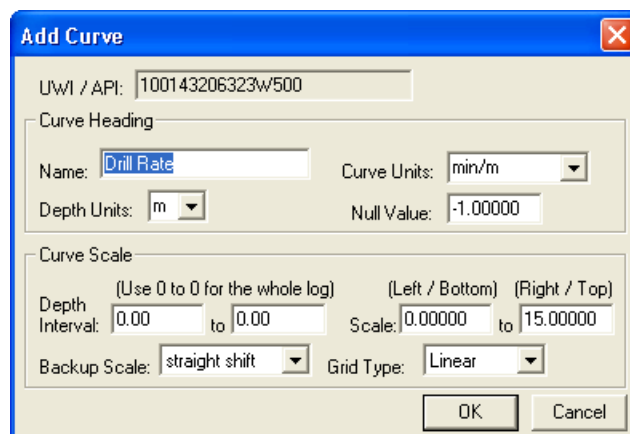 Add Curve
UWI / API: 100143206323W500
Curve Heading
Name: Drill Rate Curve Units: min/m
Depth Units: m Null Value: -1.00000
Curve Scale
(Use 0 to 0 for the whole log) (Left / Bottom) (Right / Top)
Depth
Interval: 0.00 to 0.00 Scale: 0.00000 to 15.00000
Backup Scale: straight shift Grid Type: Linear
OK Cancel